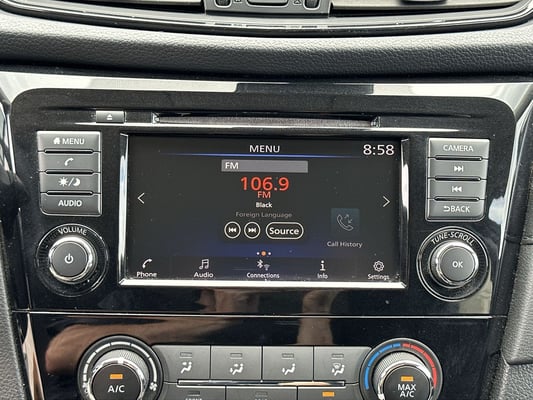 MENU
AUDIO
VOLUME
MENU
8:58
FM
106.9
FM
Black
Foreign Language
Source
Call History
Phone
Audio
Connections
Info
Settings
CAMERA
BACK
TUNE·SCROLL
OK
A/C
MAX
A/C